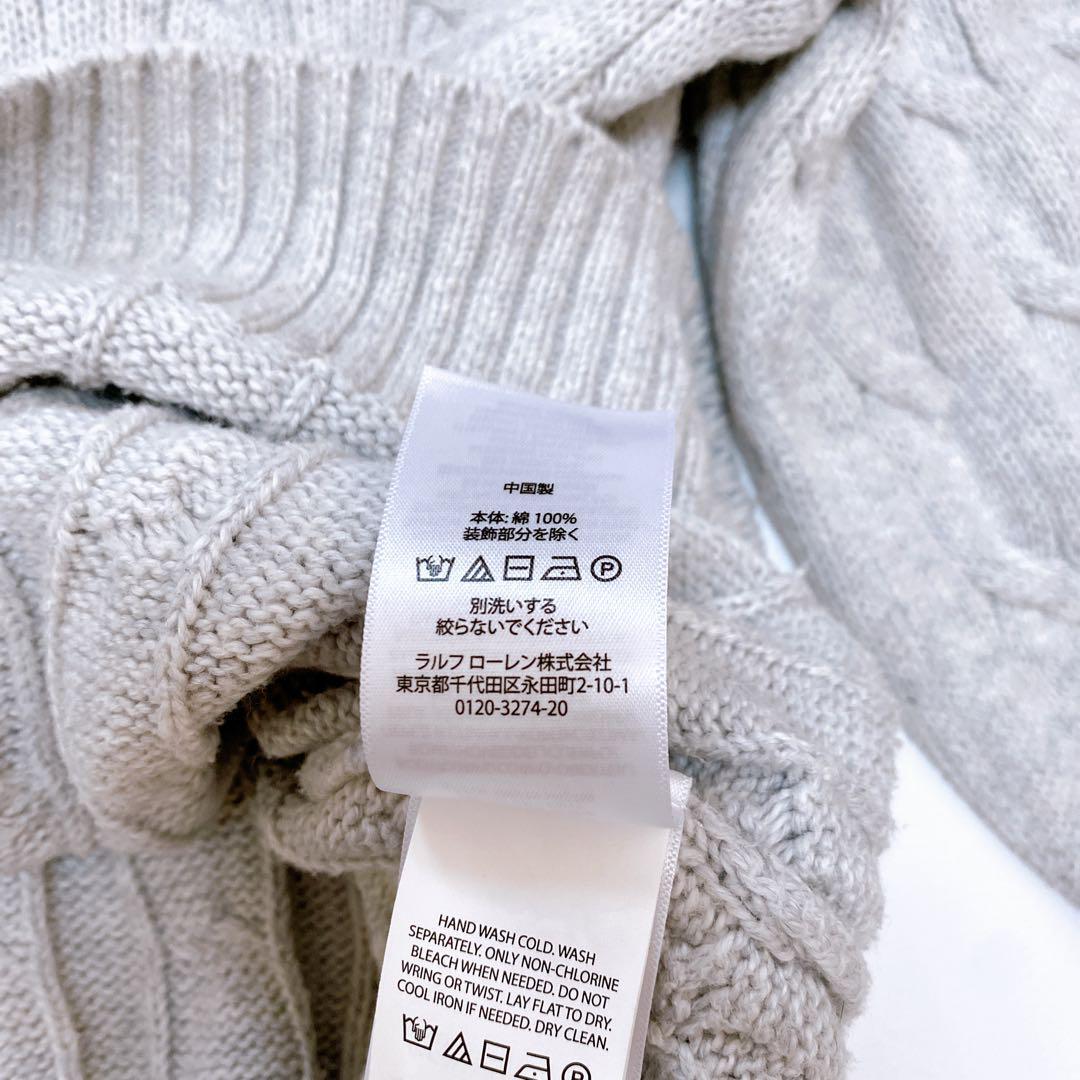 中国製
本体: 綿 100%
装飾部分を除く
P
別洗いする
絞らないでください
ラルフ ローレン株式会社
東京都千代田区永田町2-10-1
0120-3274-20
HAND WASH COLD. WASH
SEPARATELY. ONLY NON-CHLORINE
BLEACH WHEN NEEDED. DO NOT
WRING OR TWIST. LAY FLAT TO DRY.
COOL IRON IF NEEDED. DRY CLEAN.
P